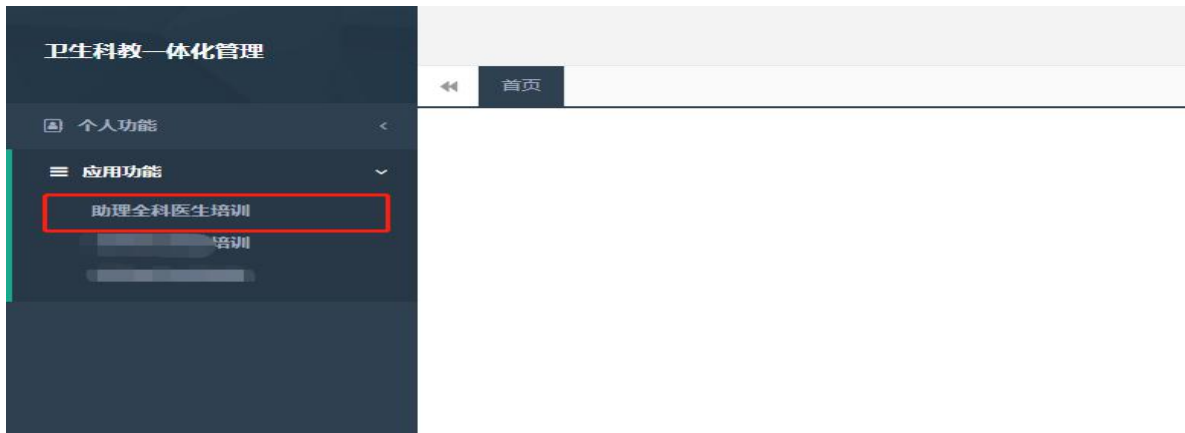 卫生科教一体化管理
首页
个人功能
应用功能
助理全科医生培训
培训